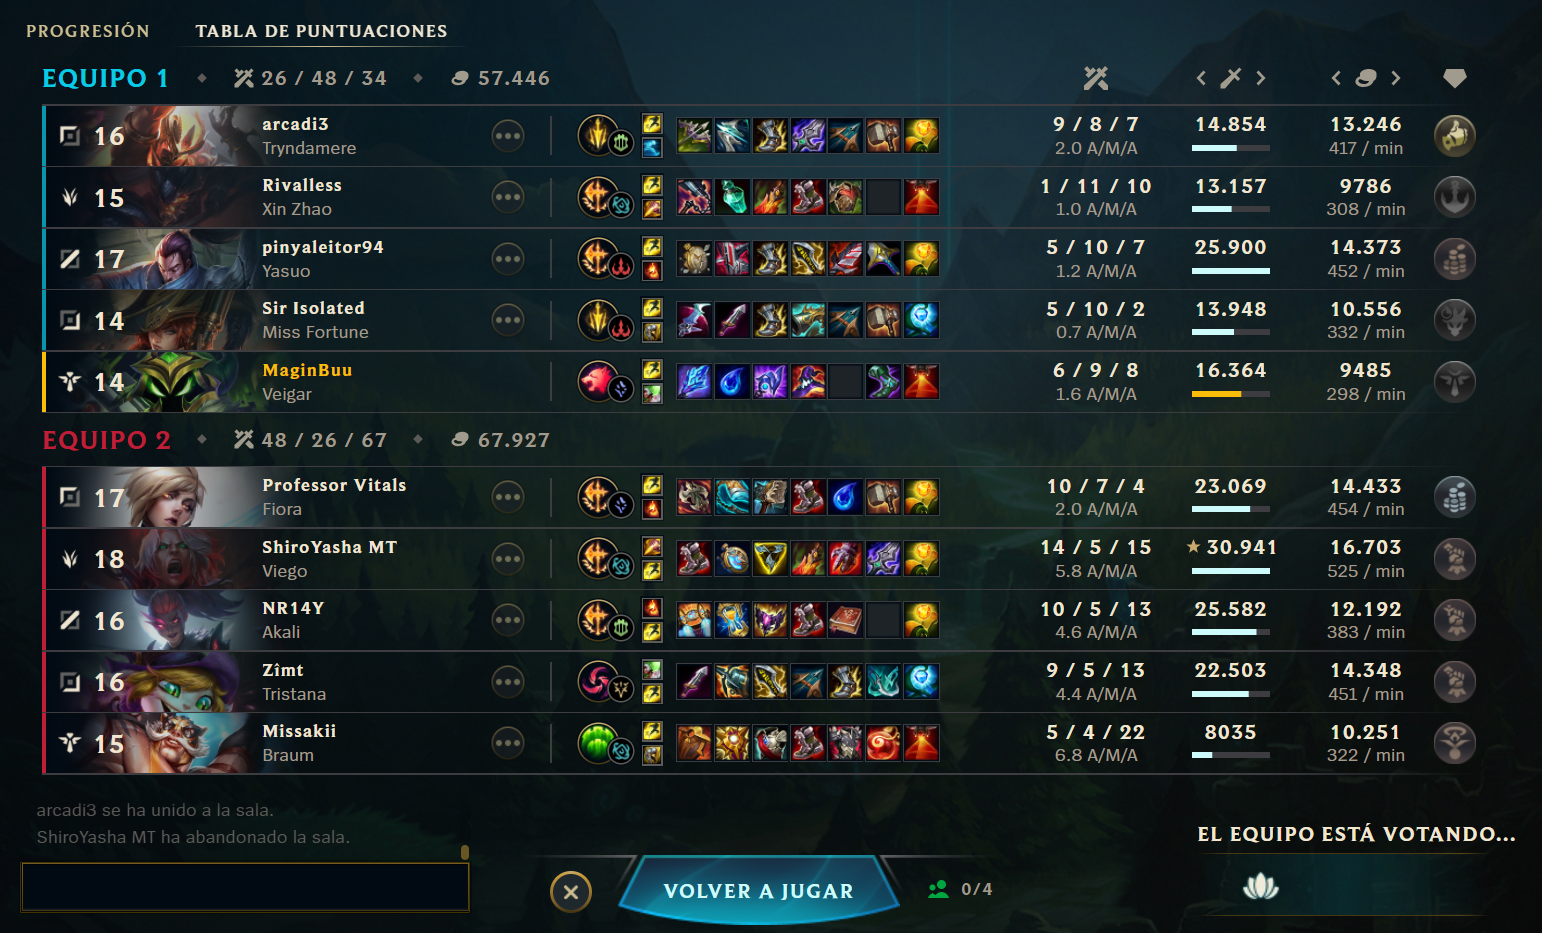 PROGRESIÓN TABLA DE PUNTUACIONES
EQUIPO 1 26 / 48 / 34 57.446
16 arcadi3 9 / 8 / 7 14.854 13.246
Tryndamere 2.0 A/M/A 417 / min
15 Rivalless 1 / 11 / 10 13.157 9786
Xin Zhao 1.0 A/M/A 308 / min
17 pinyaleitor94 5 / 10 / 7 25.900 14.373
Yasuo 1.2 A/M/A 452 / min
14 Sir Isolated 5 / 10 / 2 13.948 10.556
Miss Fortune 0.7 A/M/A 332 / min
14 MaginBuu 6 / 9 / 8 16.364 9485
Veigar 1.6 A/M/A 298 / min
EQUIPO 2 48 / 26 / 67 67.927
17 Professor Vitals 10 / 7 / 4 23.069 14.433
Fiora 2.0 A/M/A 454 / min
18 ShiroYasha MT 14 / 5 / 15 30.941 16.703
Viego 5.8 A/M/A 525 / min
16 NR14Y 10 / 5 / 13 25.582 12.192
Akali 4.6 A/M/A 383 / min
16 Zîmt 9 / 5 / 13 22.503 14.348
Tristana 4.4 A/M/A 451 / min
15 Missakii 5 / 4 / 22 8035 10.251
Braum 6.8 A/M/A 322 / min
arcadi3 se ha unido a la sala.
ShiroYasha MT ha abandonado la sala.
EL EQUIPO ESTÁ VOTANDO...
VOLVER A JUGAR 0/4